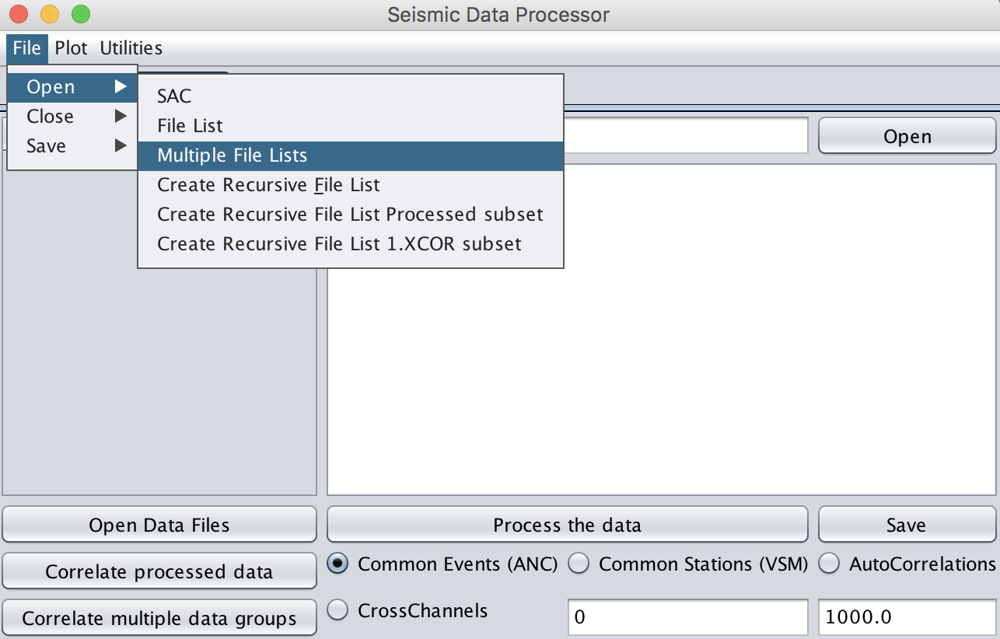 Seismic Data Processor
File Plot Utilities
Open
Close
Save
SAC
File List
Multiple File Lists
Create Recursive File List
Create Recursive File List Processed subset
Create Recursive File List 1.XCOR subset
Open
Open Data Files
Process the data
Save
Correlate processed data
Common Events (ANC)
Common Stations (VSM)
AutoCorrelations
Correlate multiple data groups
CrossChannels
0
1000.0